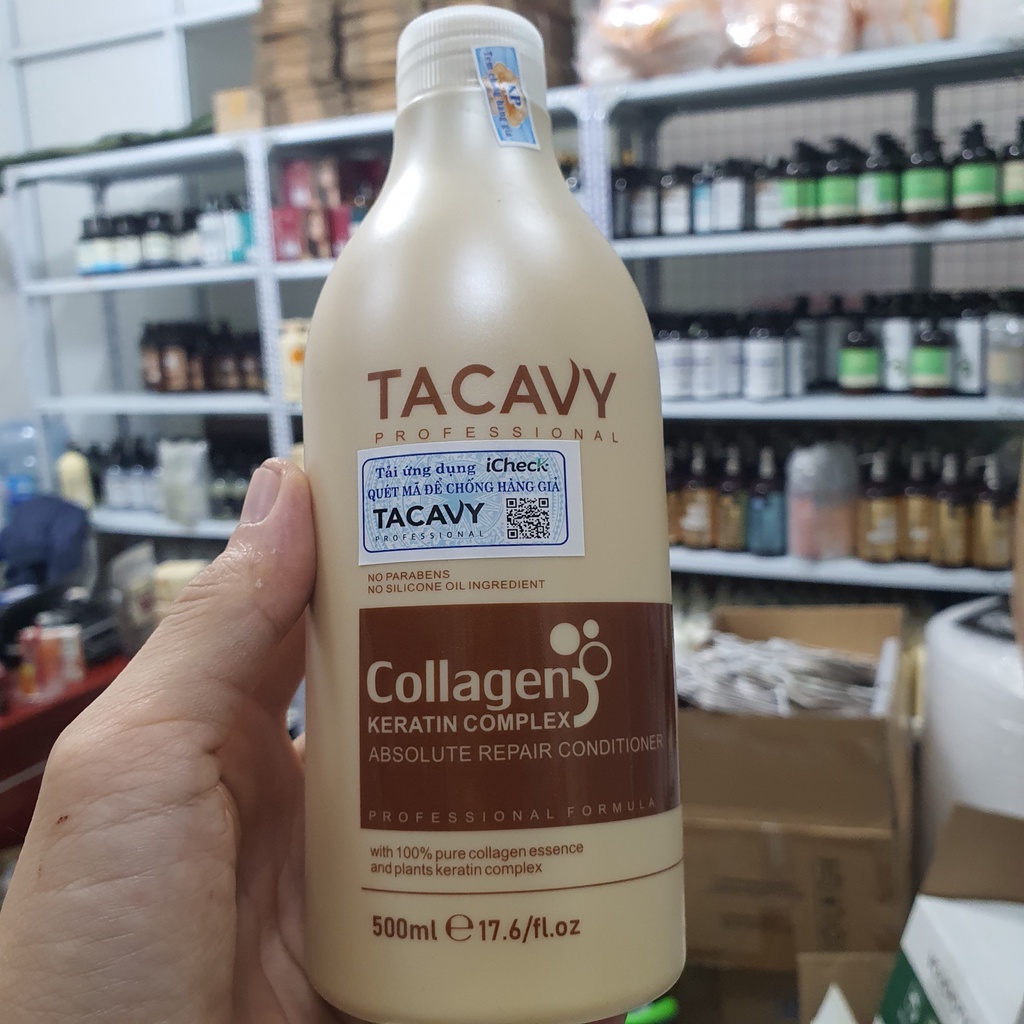 TACAVY
PROFESSIONAL
Tải ứng dụng iCheck
QUÉT MÃ ĐỂ CHỐNG HÀNG GIẢ
TACAVY
PROFESSIONAL
NO PARABENS
NO SILICONE OIL INGREDIENT
Collagen
KERATIN COMPLEX
ABSOLUTE REPAIR CONDITIONER
PROFESSIONAL FORMULA
with 100% pure collagen essence
and plants keratin complex
500ml ℮ 17.6/fl.oz